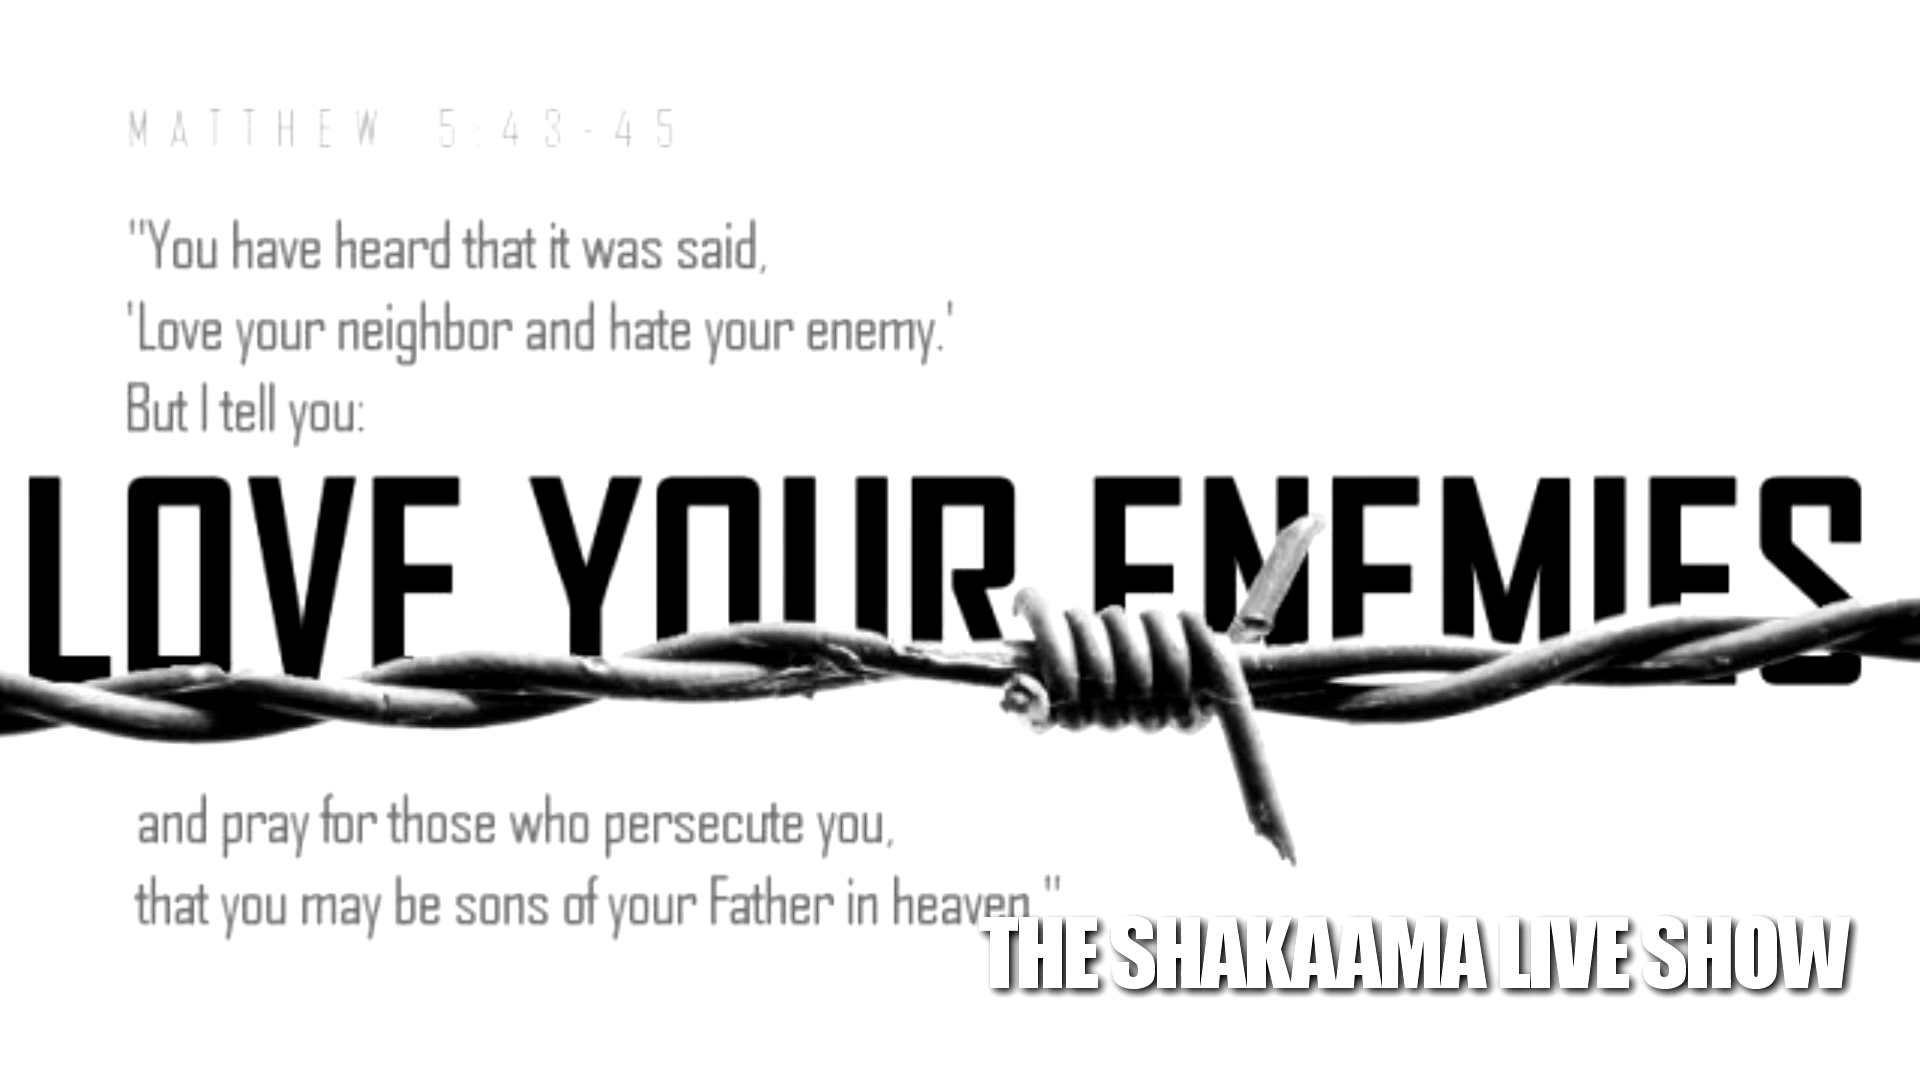 MATTHEW 5:43-45
"You have heard that it was said,
'Love your neighbor and hate your enemy.'
But I tell you:
LOVE YOUR ENEMIES
and pray for those who persecute you,
that you may be sons of your Father in heaven."
THE SHAKAAMA LIVE SHOW